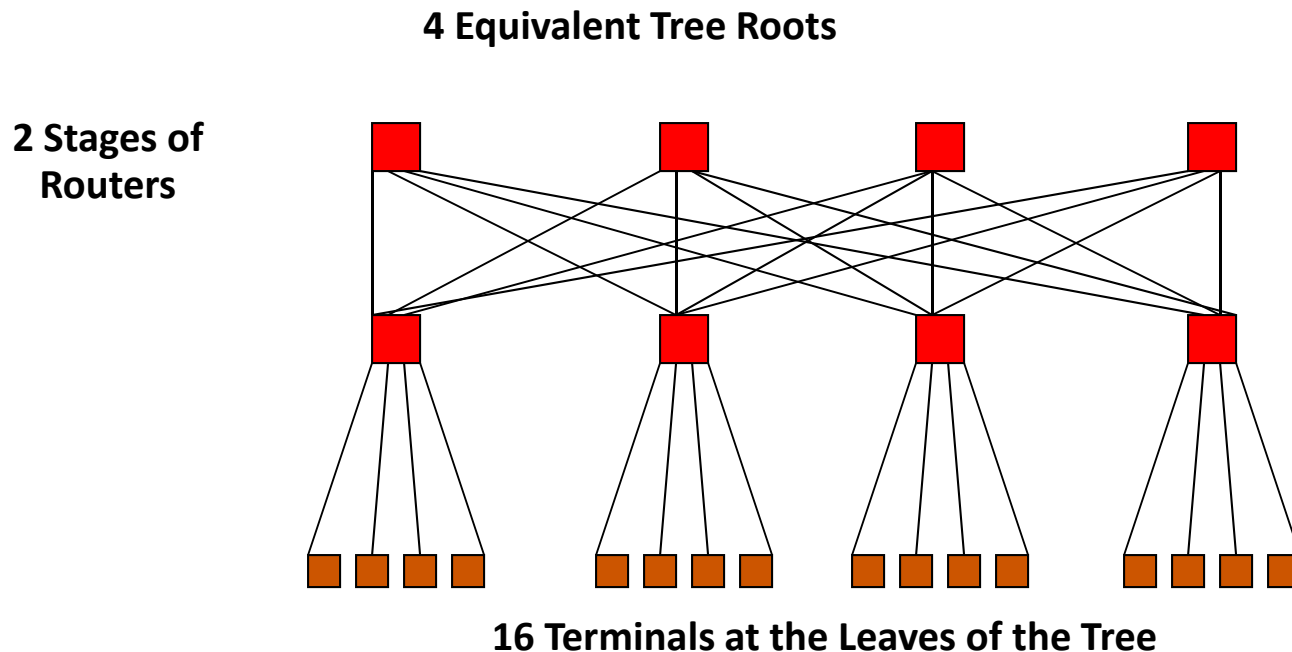 4 Equivalent Tree Roots
2 Stages of
Routers
16 Terminals at the Leaves of the Tree